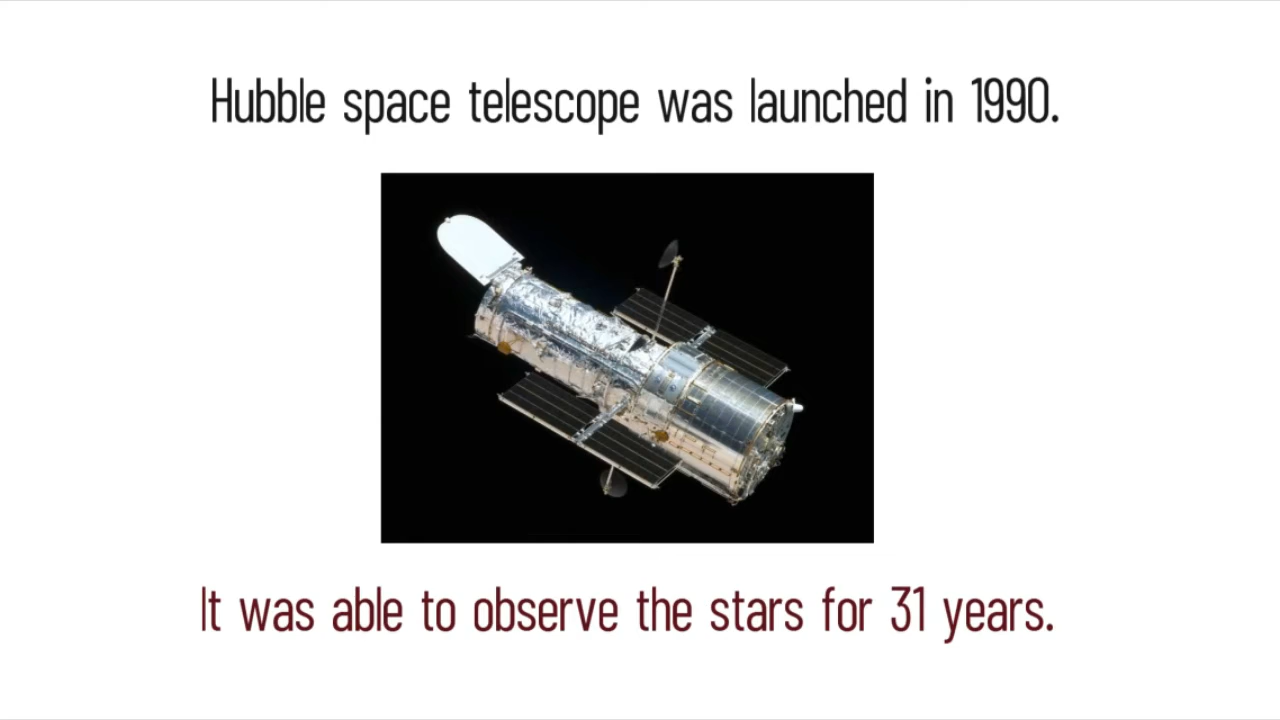 Hubble space telescope was launched in 1990.
It was able to observe the stars for 31 years.